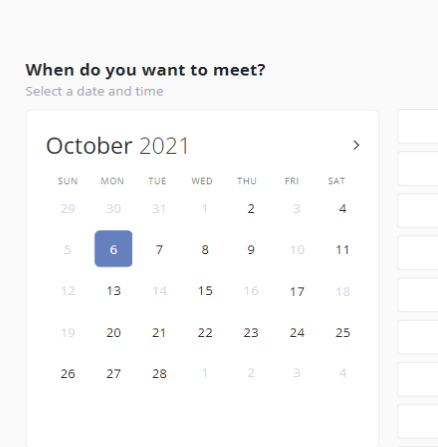 When do you want to meet?
Select a date and time
October 2021
SUN MON TUE WED THU FRI SAT
29 30 31 1 2 3 4
5 6 7 8 9 10 11
12 13 14 15 16 17 18
19 20 21 22 23 24 25
26 27 28 1 2 3 4